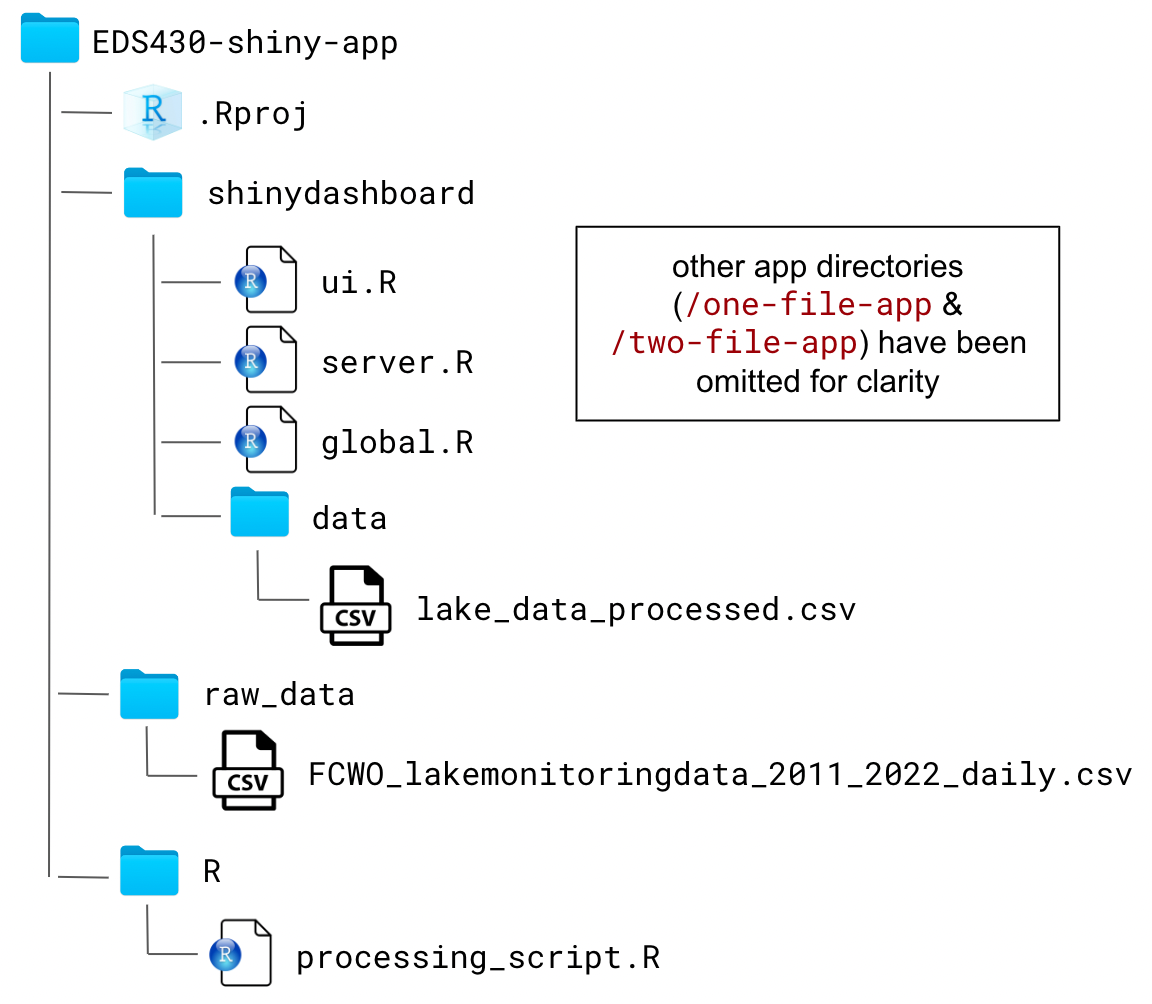 EDS430-shiny-app
R
.Rproj
shinydashboard
R
ui.R
other app directories
(/one-file-app &
/two-file-app) have been
omitted for clarity
R
server.R
R
global.R
data
CSV
lake_data_processed.csv
raw_data
CSV
FCWO_lakemonitoringdata_2011_2022_daily.csv
R
R
processing_script.R